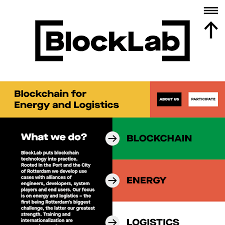 [BlockLab]
Blockchain for
Energy and Logistics
ABOUT US
PARTICIPATE
What we do?
BlockLab puts blockchain
technology into practice.
Rooted in the Port and the City
of Rotterdam we develop use
cases with alliances of
engineers, developers, system
players and end users. Our focus
is on energy and logistics – the
first being Rotterdam's biggest
challenge, the latter our greatest
strength. Training and
internationalization are
BLOCKCHAIN
ENERGY
LOGISTICS